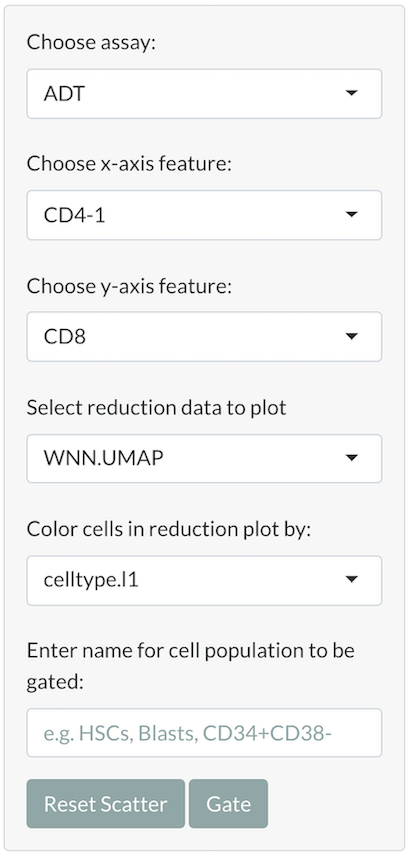 Choose assay:
ADT
Choose x-axis feature:
CD4-1
Choose y-axis feature:
CD8
Select reduction data to plot
WNN.UMAP
Color cells in reduction plot by:
celltype.l1
Enter name for cell population to be
gated:
e.g. HSCs, Blasts, CD34+CD38-
Reset Scatter Gate